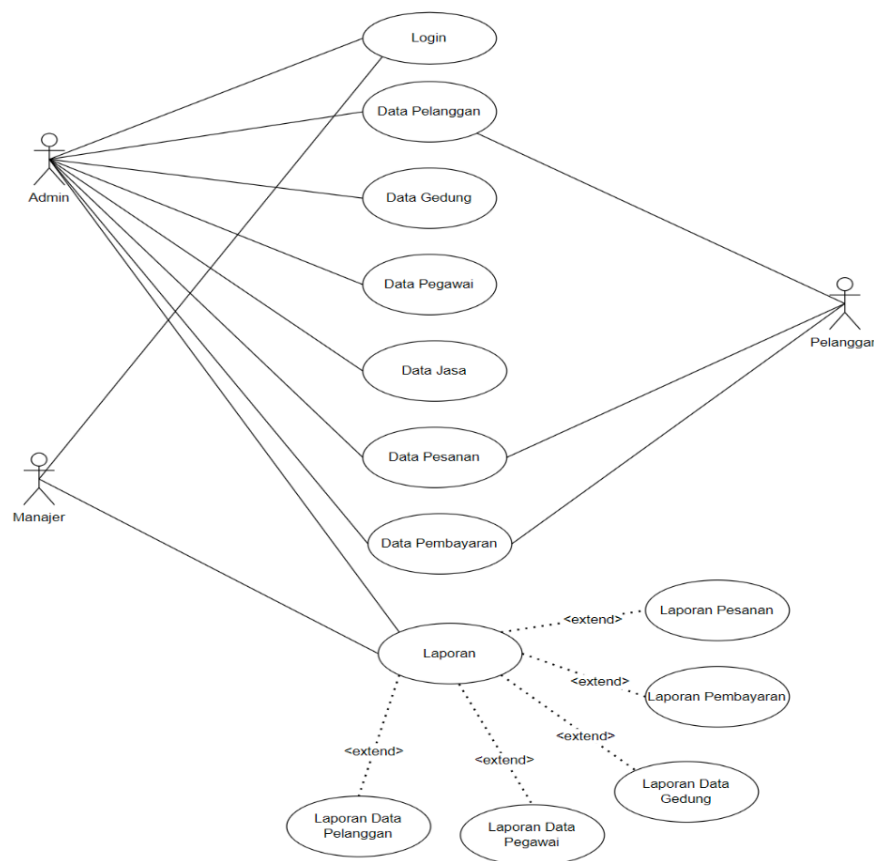 Login
Data Pelanggan
Admin
Data Gedung
Data Pegawai
Pelanggan
Data Jasa
Data Pesanan
Manajer
Data Pembayaran
Laporan Pesanan
<extend>
Laporan
<extend>
Laporan Pembayaran
<extend>
<extend>
<extend>
Laporan Data
Gedung
Laporan Data
Pelanggan
Laporan Data
Pegawai